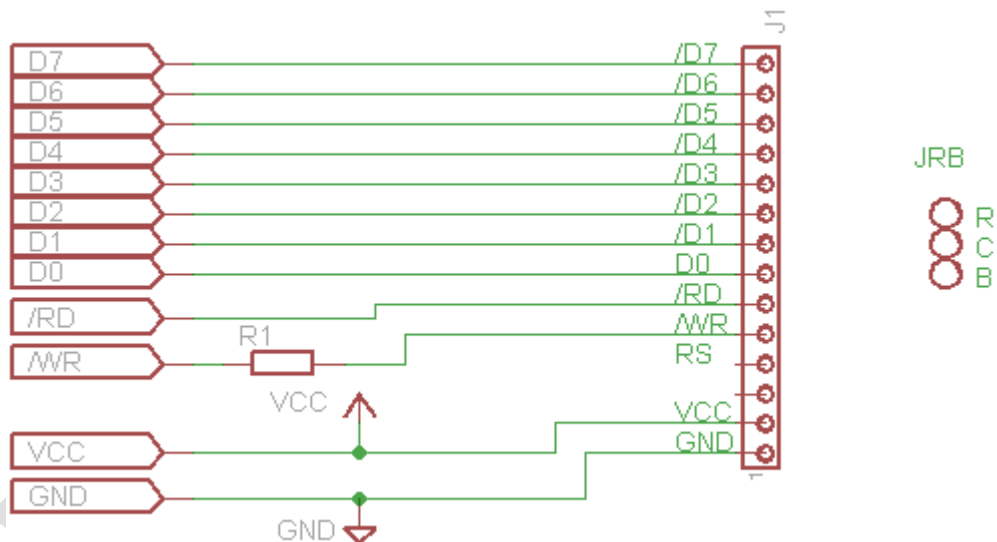 J1
D7 /D7
D6 /D6
D5 /D5
D4 /D4
D3 /D3
JRB
D2 /D2
R
D1 /D1
C
D0 D0
B
/RD /RD
R1 /WR
/WR RS
VCC
VCC
VCC GND
GND 1
GND